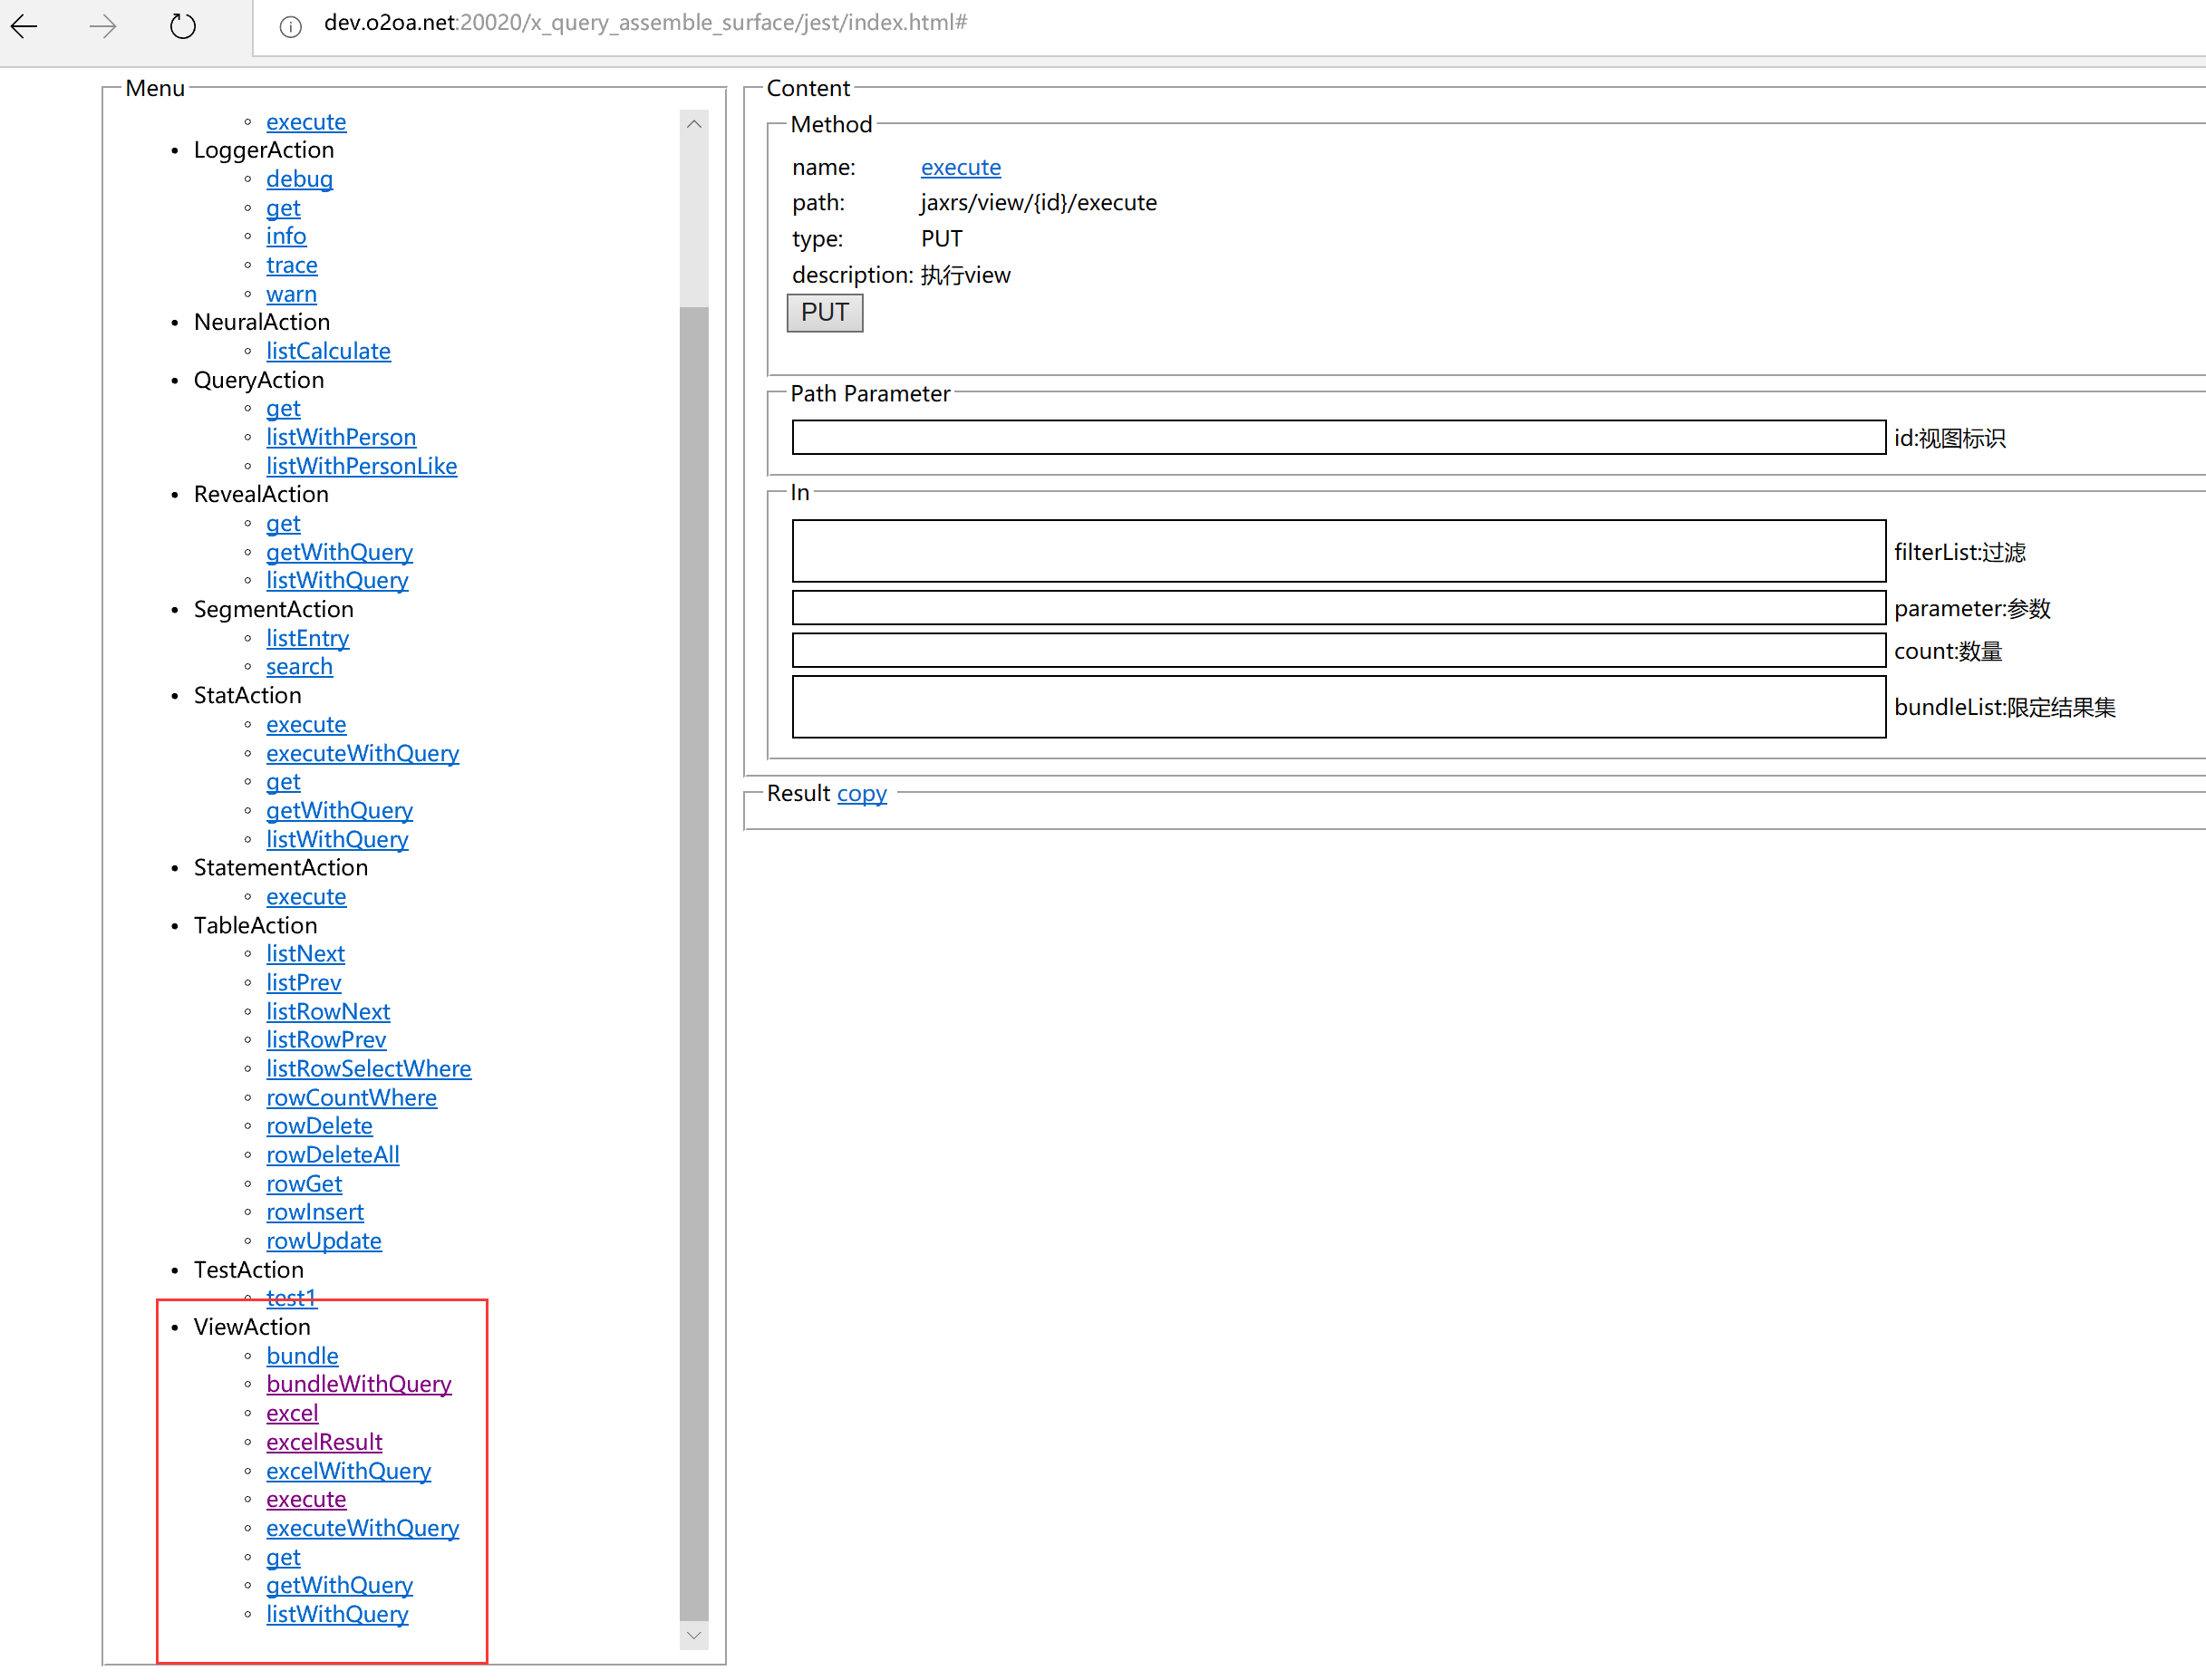 dev.o2oa.net:20020/x_query_assemble_surface/jest/index.html#
Menu
execute
LoggerAction
debug
get
info
trace
warn
NeuralAction
listCalculate
QueryAction
get
listWithPerson
listWithPersonLike
RevealAction
get
getWithQuery
listWithQuery
SegmentAction
listEntry
search
StatAction
execute
executeWithQuery
get
getWithQuery
listWithQuery
StatementAction
execute
TableAction
listNext
listPrev
listRowNext
listRowPrev
listRowSelectWhere
rowCountWhere
rowDelete
rowDeleteAll
rowGet
rowInsert
rowUpdate
TestAction
test1
ViewAction
bundle
bundleWithQuery
excel
excelResult
excelWithQuery
execute
executeWithQuery
get
getWithQuery
listWithQuery
Content
Method
name: execute
path: jaxrs/view/{id}/execute
type: PUT
description: 执行view
PUT
Path Parameter
id:视图标识
In
filterList:过滤
parameter:参数
count:数量
bundleList:限定结果集
Result copy